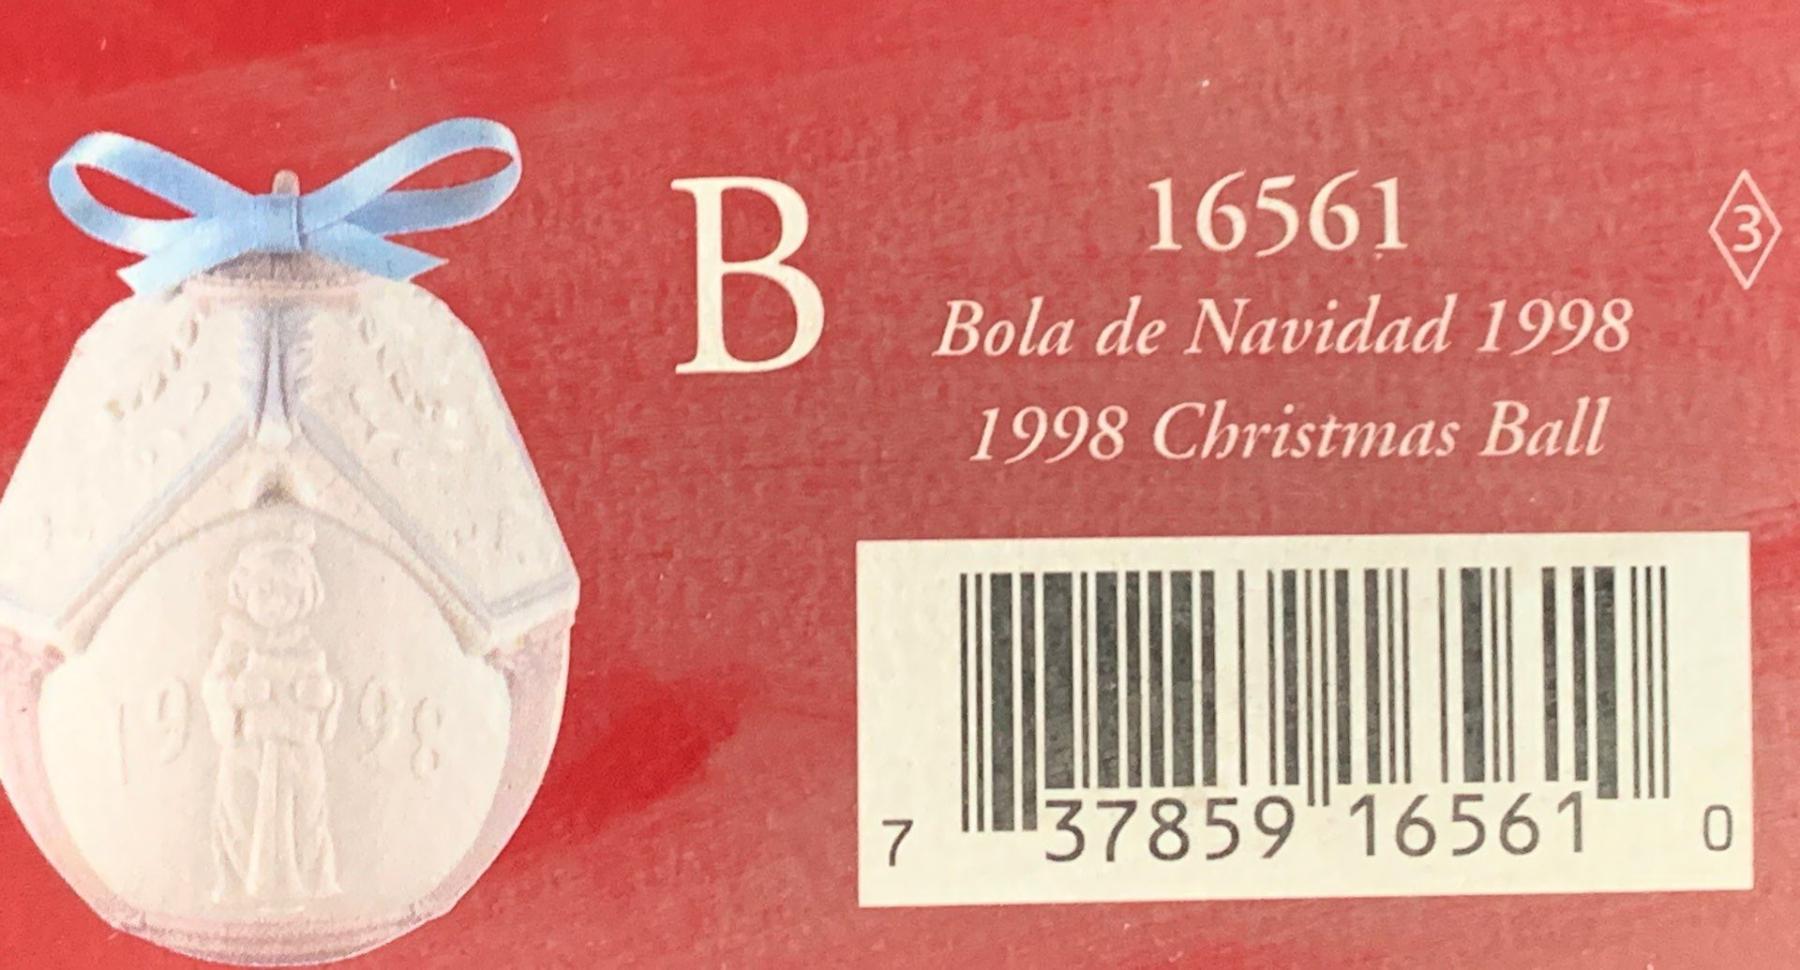 B
16561
3
Bola de Navidad 1998
1998 Christmas Ball
1998
7 37859 16561 0